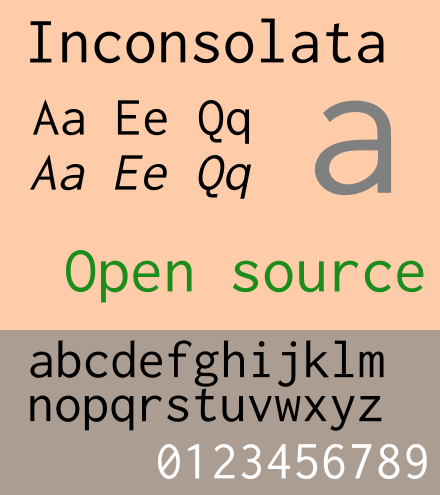 Inconsolata
Aa Ee Qq
Aa Ee Qq
a
Open source
abcdefghijklm
nopqrstuvwxyz
0123456789